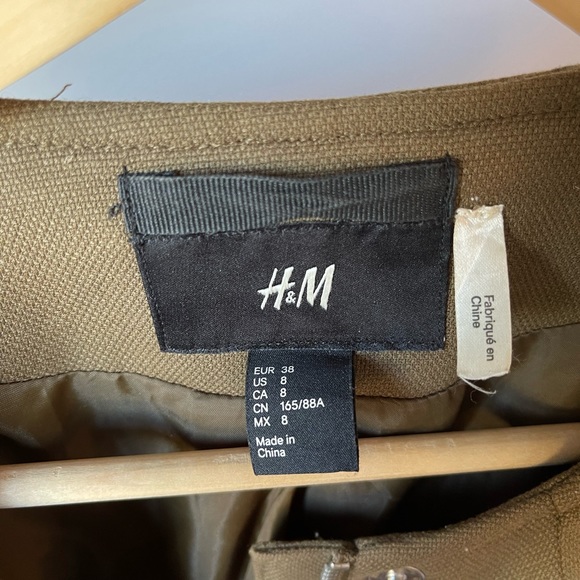 H&M
EUR 38
US 8
CA 8
CN 165/88A
MX 8
Made in
China
Fabriqué en
Chine